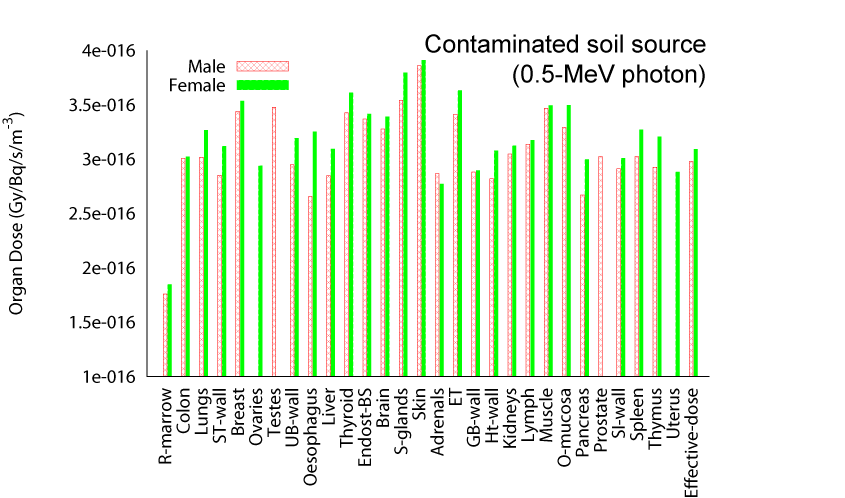 Contaminated soil source
(0.5-MeV photon)
Male
Female
Organ Dose (Gy/Bq/s/m-3)
4e-016
3.5e-016
3e-016
2.5e-016
2e-016
1.5e-016
1e-016
R-marrow
Colon
Lungs
ST-wall
Breast
Ovaries
Testes
UB-wall
Oesophagus
Liver
Thyroid
Endost-BS
Brain
S-glands
Skin
Adrenals
ET
GB-wall
Ht-wall
Kidneys
Lymph
Muscle
O-mucosa
Pancreas
Prostate
SI-wall
Spleen
Thymus
Uterus
Effective-dose